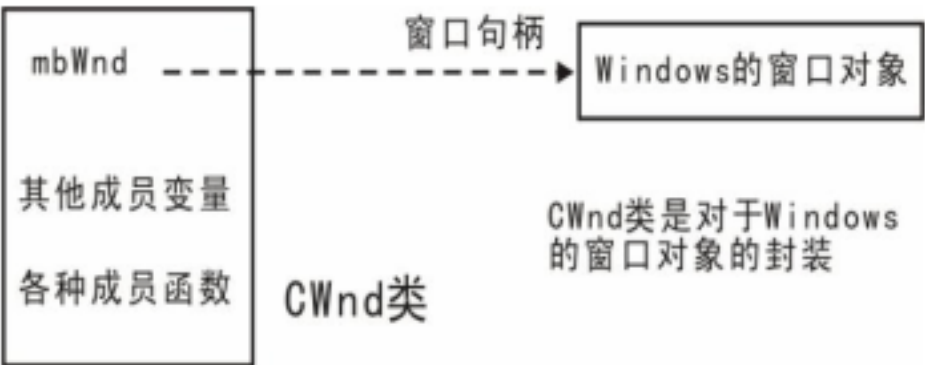 窗口句柄
mbWnd
Windows的窗口对象
其他成员变量
CWnd类是对于Windows
的窗口对象的封装
各种成员函数
CWnd类